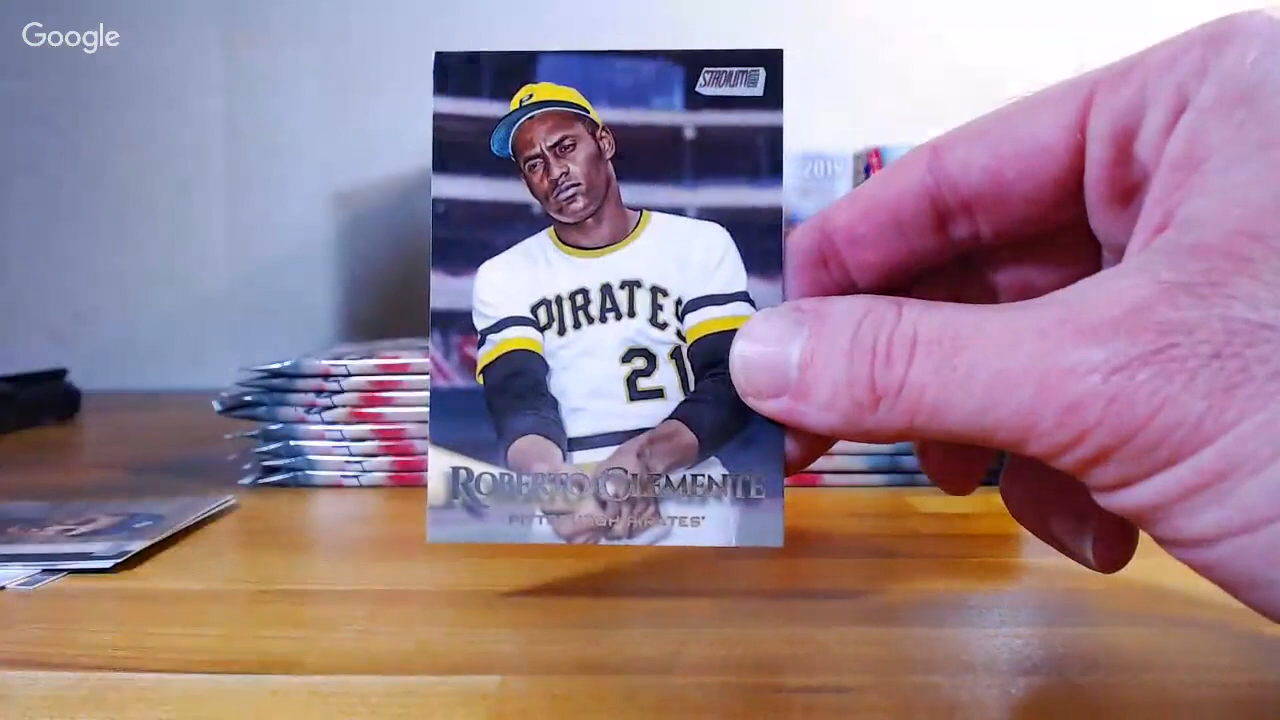 Google
STADIUM CLUB
2019
P
PIRATES
21
ROBERTO CLEMENTE
PITTSBURGH PIRATES®